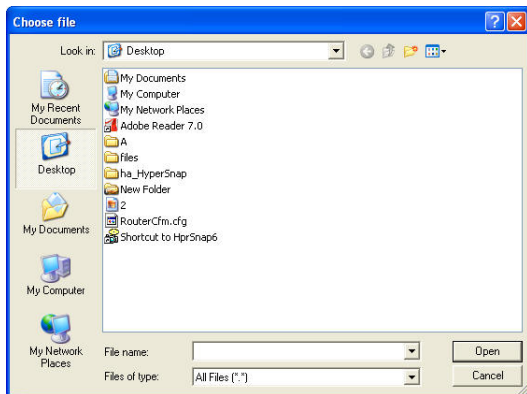 Choose file
Look in: Desktop
My Recent
Documents
Desktop
My Documents
My Computer
My Network
Places
My Documents
My Computer
My Network Places
Adobe Reader 7.0
A
files
ha_HyperSnap
New Folder
2
RouterCfm.cfg
Shortcut to HprSnap6
File name:
Open
Files of type: All Files (*.*)
Cancel